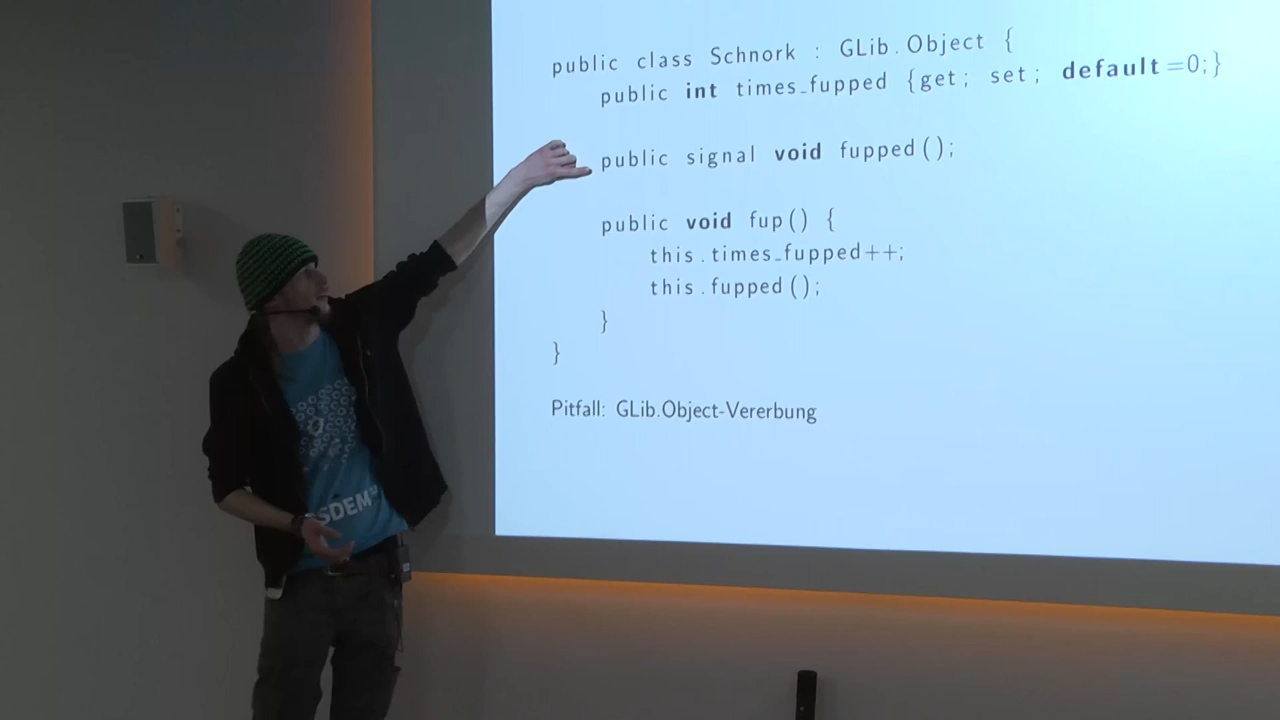 public class Schnork : GLib.Object {
public int times_fupped {get; set; default=0;}
public signal void fupped();
public void fup() {
this.times_fupped++;
this.fupped();
}
}
Pitfall: GLib.Object-Vererbung
SDEM